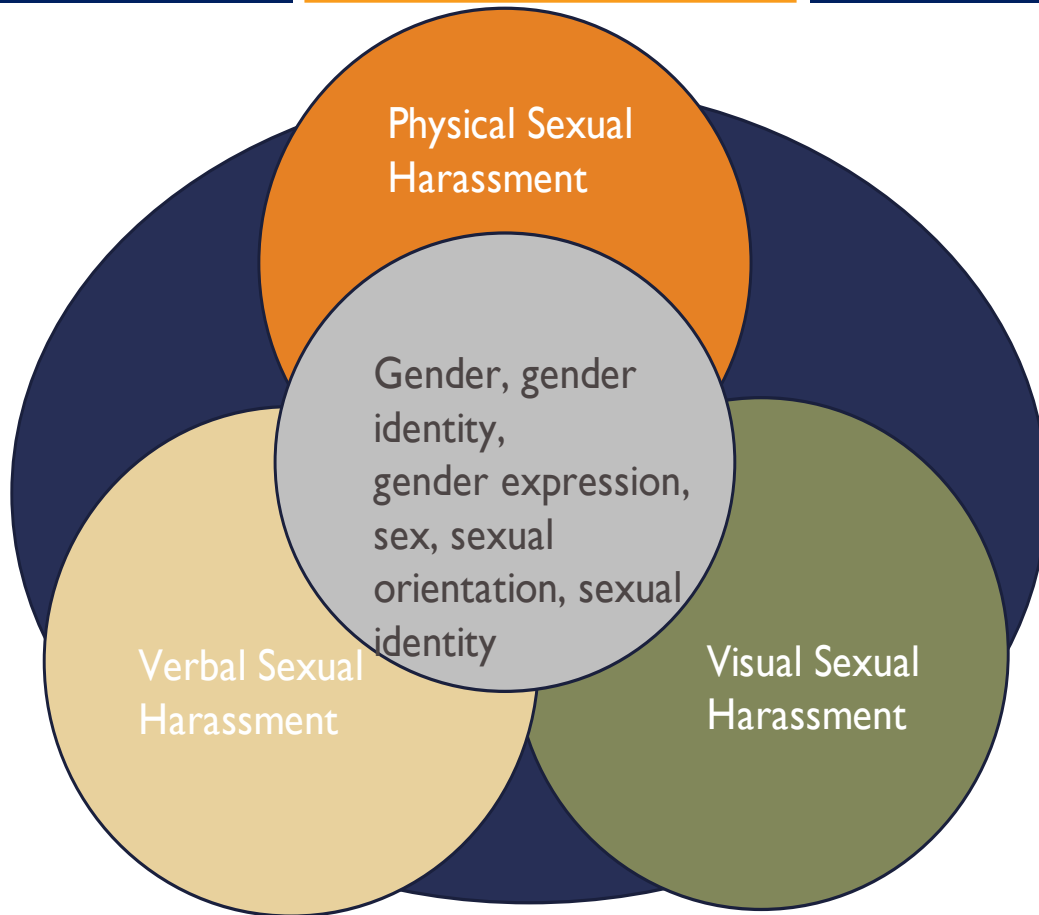 Physical Sexual
Harassment
Gender, gender
identity,
gender expression,
sex, sexual
orientation, sexual
identity
Verbal Sexual
Harassment
Visual Sexual
Harassment